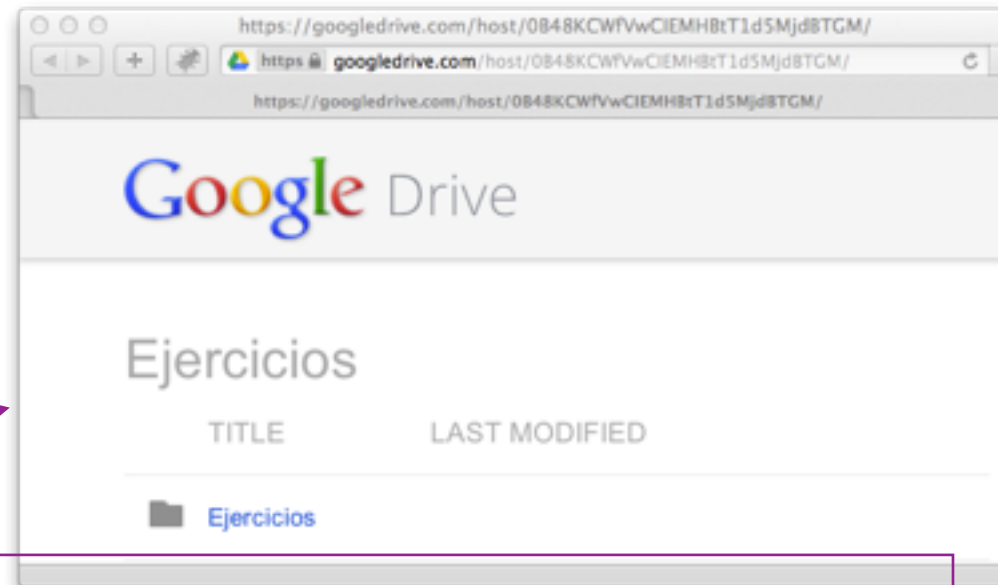 https://googledrive.com/host/0B48KCWfVwCIEMHBtT1d5MjdBTGM/
https googledrive.com/host/0B48KCWfVwCIEMHBtT1d5MjdBTGM/
https://googledrive.com/host/0B48KCWfVwCIEMHBtT1d5MjdBTGM/
Google Drive
Ejercicios
TITLE LAST MODIFIED
Ejercicios